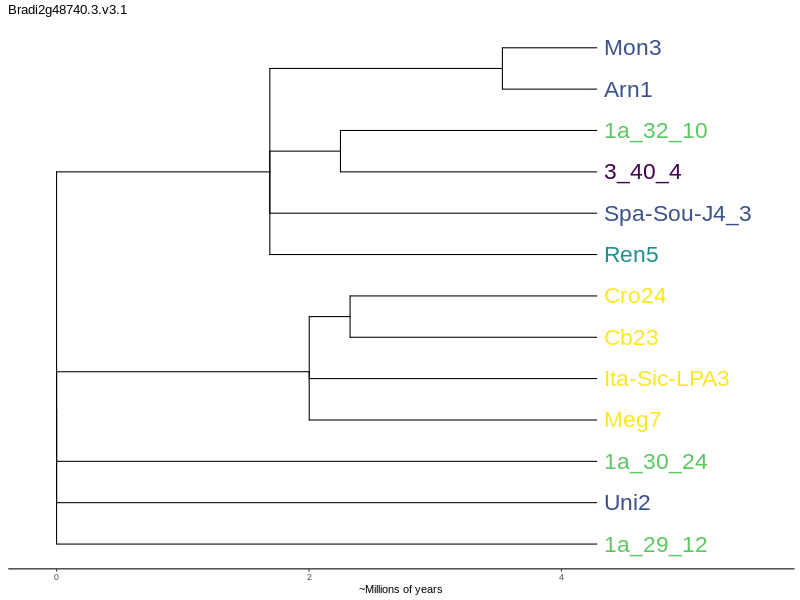 Bradi2g48740.3.v3.1
Mon3
Arn1
1a_32_10
3_40_4
Spa-Sou-J4_3
Ren5
Cro24
Cb23
Ita-Sic-LPA3
Meg7
1a_30_24
Uni2
1a_29_12
0 2 4
~Millions of years